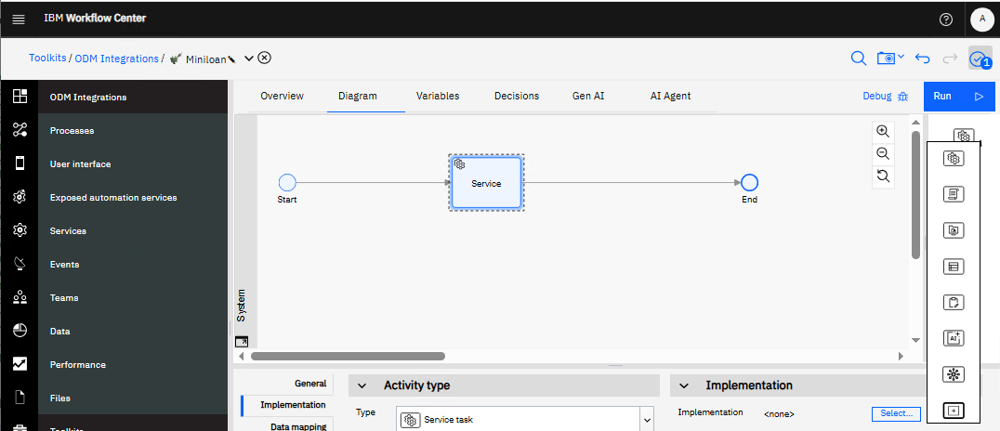 IBM Workflow Center
A
Toolkits / ODM Integrations / Miniloan
1
ODM Integrations
Overview
Diagram
Variables
Decisions
Gen AI
AI Agent
Debug
Run
Processes
User interface
Exposed automation services
Services
Events
Teams
Data
Performance
Files
Start
Service
End
System
AI
General
Implementation
Data mapping
Activity type
Type
Service task
Implementation
Implementation
<none>
Select...
Toolkits